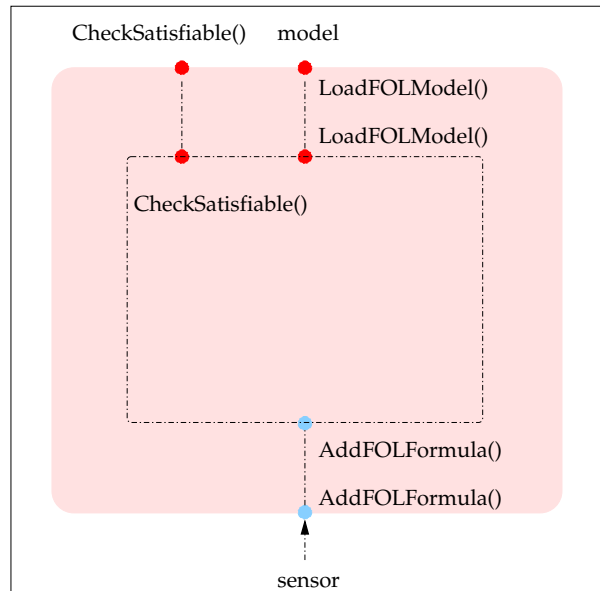 CheckSatisfiable() model
LoadFOLModel()
LoadFOLModel()
CheckSatisfiable()
AddFOLFormula()
AddFOLFormula()
sensor